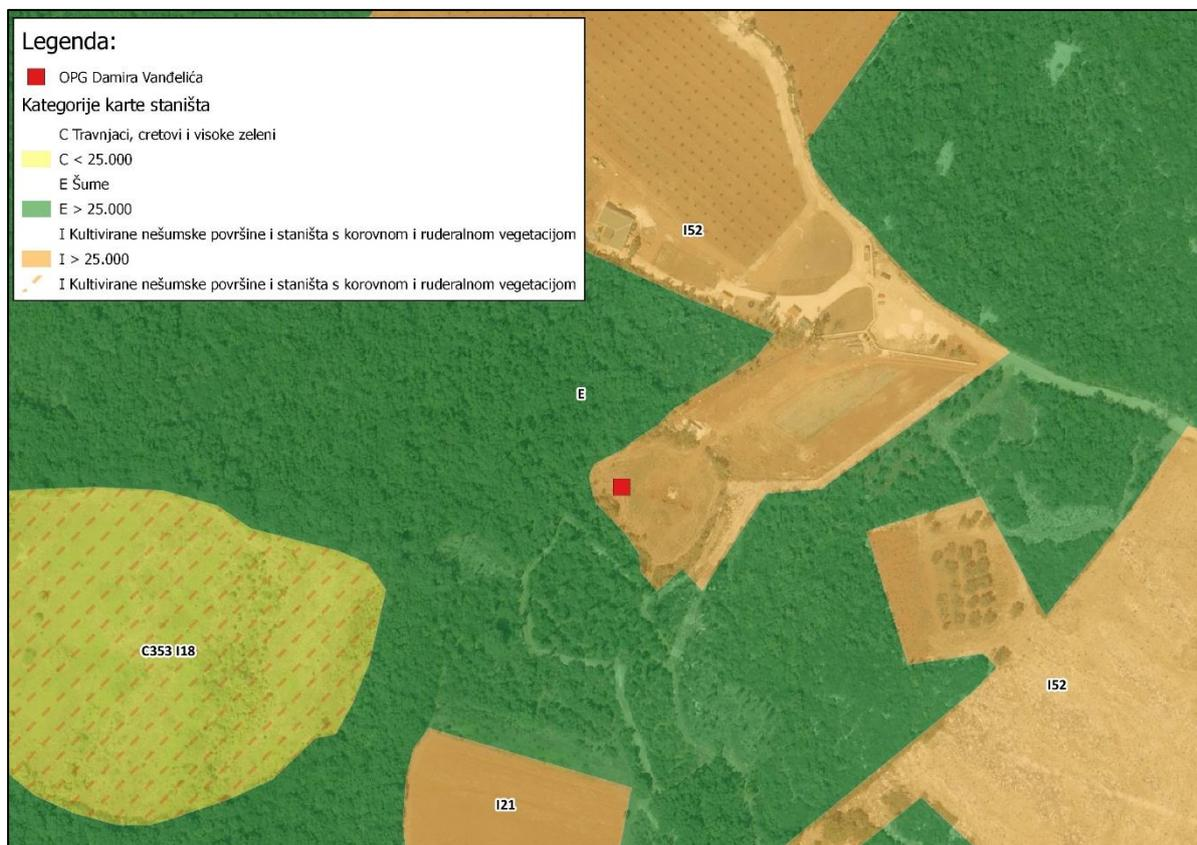 Legenda:
OPG Damira Vanđelića
Kategorije karte staništa
C Travnjaci, cretovi i visoke zeleni
C < 25.000
E Šume
E > 25.000
I Kultivirane nešumske površine i staništa s korovnom i ruderalnom vegetacijom
I > 25.000
I Kultivirane nešumske površine i staništa s korovnom i ruderalnom vegetacijom
I52
E
C353 I18
I52
I21